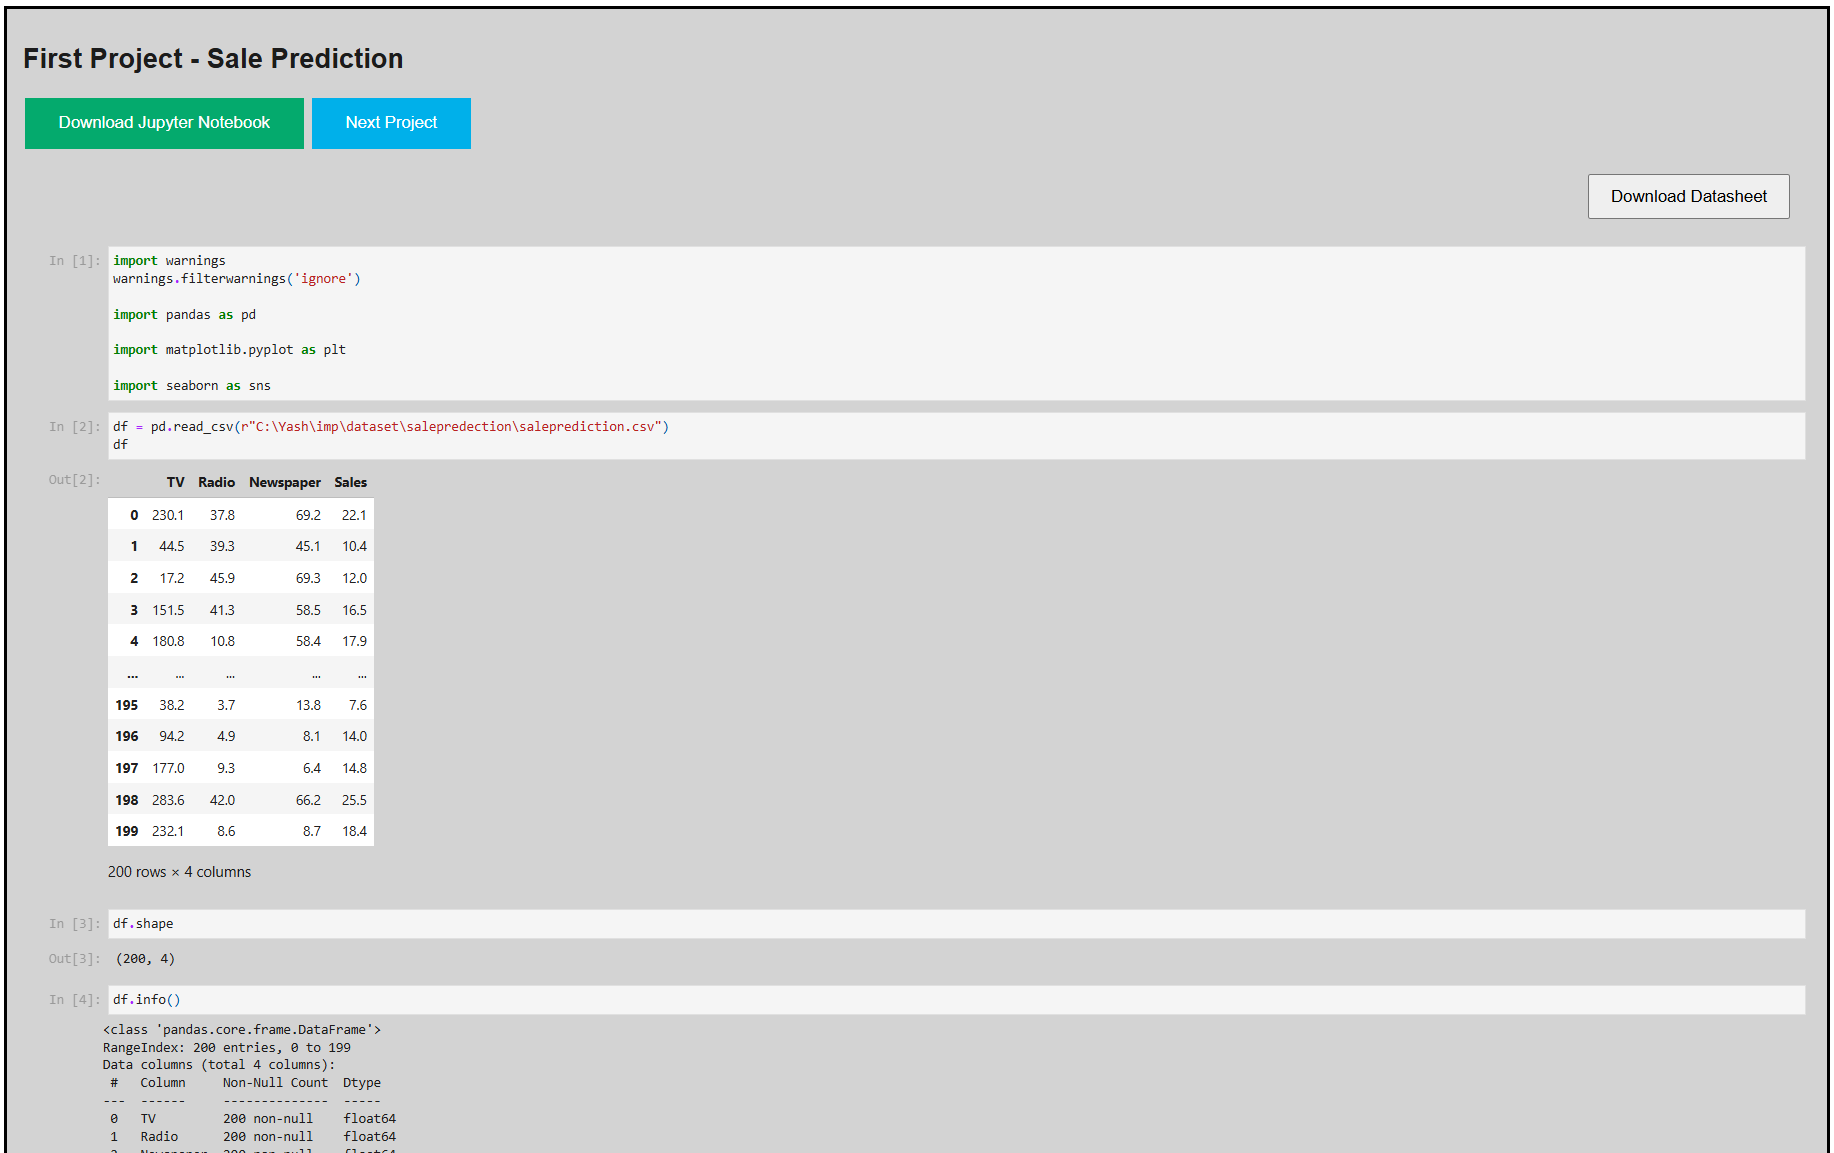 First Project - Sale Prediction
Download Jupyter Notebook
Next Project
Download Datasheet
In [1]:
import warnings
warnings.filterwarnings('ignore')
import pandas as pd
import matplotlib.pyplot as plt
import seaborn as sns
In [2]:
df = pd.read_csv(r"C:\Yash\imp\dataset\salepredection\saleprediction.csv")
df
Out[2]:
TV Radio Newspaper Sales
0 230.1 37.8 69.2 22.1
1 44.5 39.3 45.1 10.4
2 17.2 45.9 69.3 12.0
3 151.5 41.3 58.5 16.5
4 180.8 10.8 58.4 17.9
... ... ... ... ...
195 38.2 3.7 13.8 7.6
196 94.2 4.9 8.1 14.0
197 177.0 9.3 6.4 14.8
198 283.6 42.0 66.2 25.5
199 232.1 8.6 8.7 18.4
200 rows × 4 columns
In [3]:
df.shape
Out[3]:
(200, 4)
In [4]:
df.info()
<class 'pandas.core.frame.DataFrame'>
RangeIndex: 200 entries, 0 to 199
Data columns (total 4 columns):
# Column Non-Null Count Dtype
--- ------ -------------- -----
0 TV 200 non-null float64
1 Radio 200 non-null float64
2 Newspaper 200 non-null float64